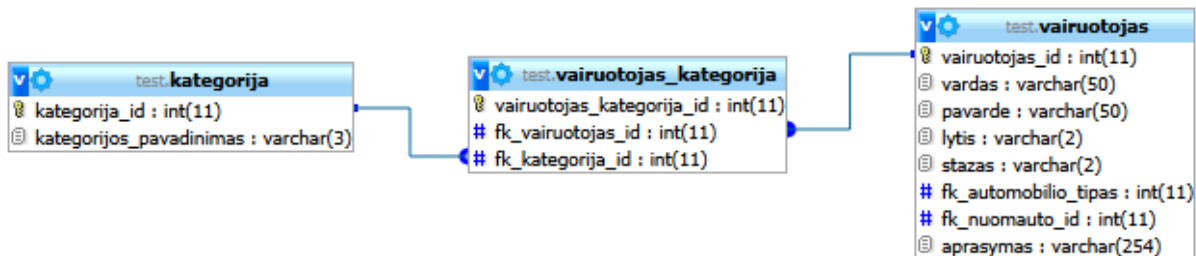 test.kategorija
kategorija_id : int(11)
kategorijos_pavadinimas : varchar(3)
test.vairuotojas_kategorija
vairuotojas_kategorija_id : int(11)
# fk_vairuotojas_id : int(11)
# fk_kategorija_id : int(11)
test.vairuotojas
vairuotojas_id : int(11)
vardas : varchar(50)
pavarde : varchar(50)
lytis : varchar(2)
stazas : varchar(2)
# fk_automobilio_tipas : int(11)
# fk_nuomauto_id : int(11)
aprasymas : varchar(254)